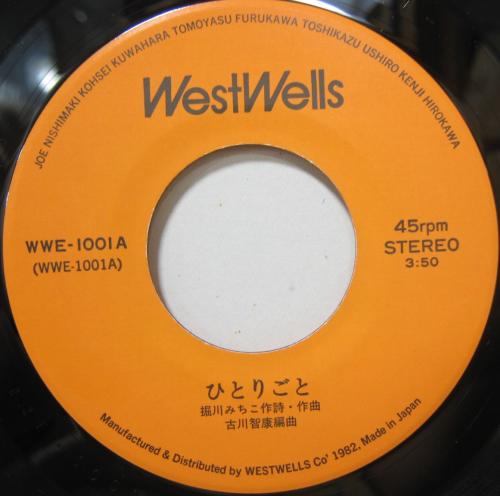 JOE NISHIMAKI KOHSEI KUWAHARA TOMOYASU FURUKAWA TOSHIKAZU USHIRO KENJI HIROKAWA
WestWells
WWE-1001A
(WWE-1001A)
45rpm
STEREO
3:50
ひとりごと
掘川みちこ作詩・作曲
古川智康編曲
Manufactured & Distributed by WESTWELLS Co' 1982, Made in Japan